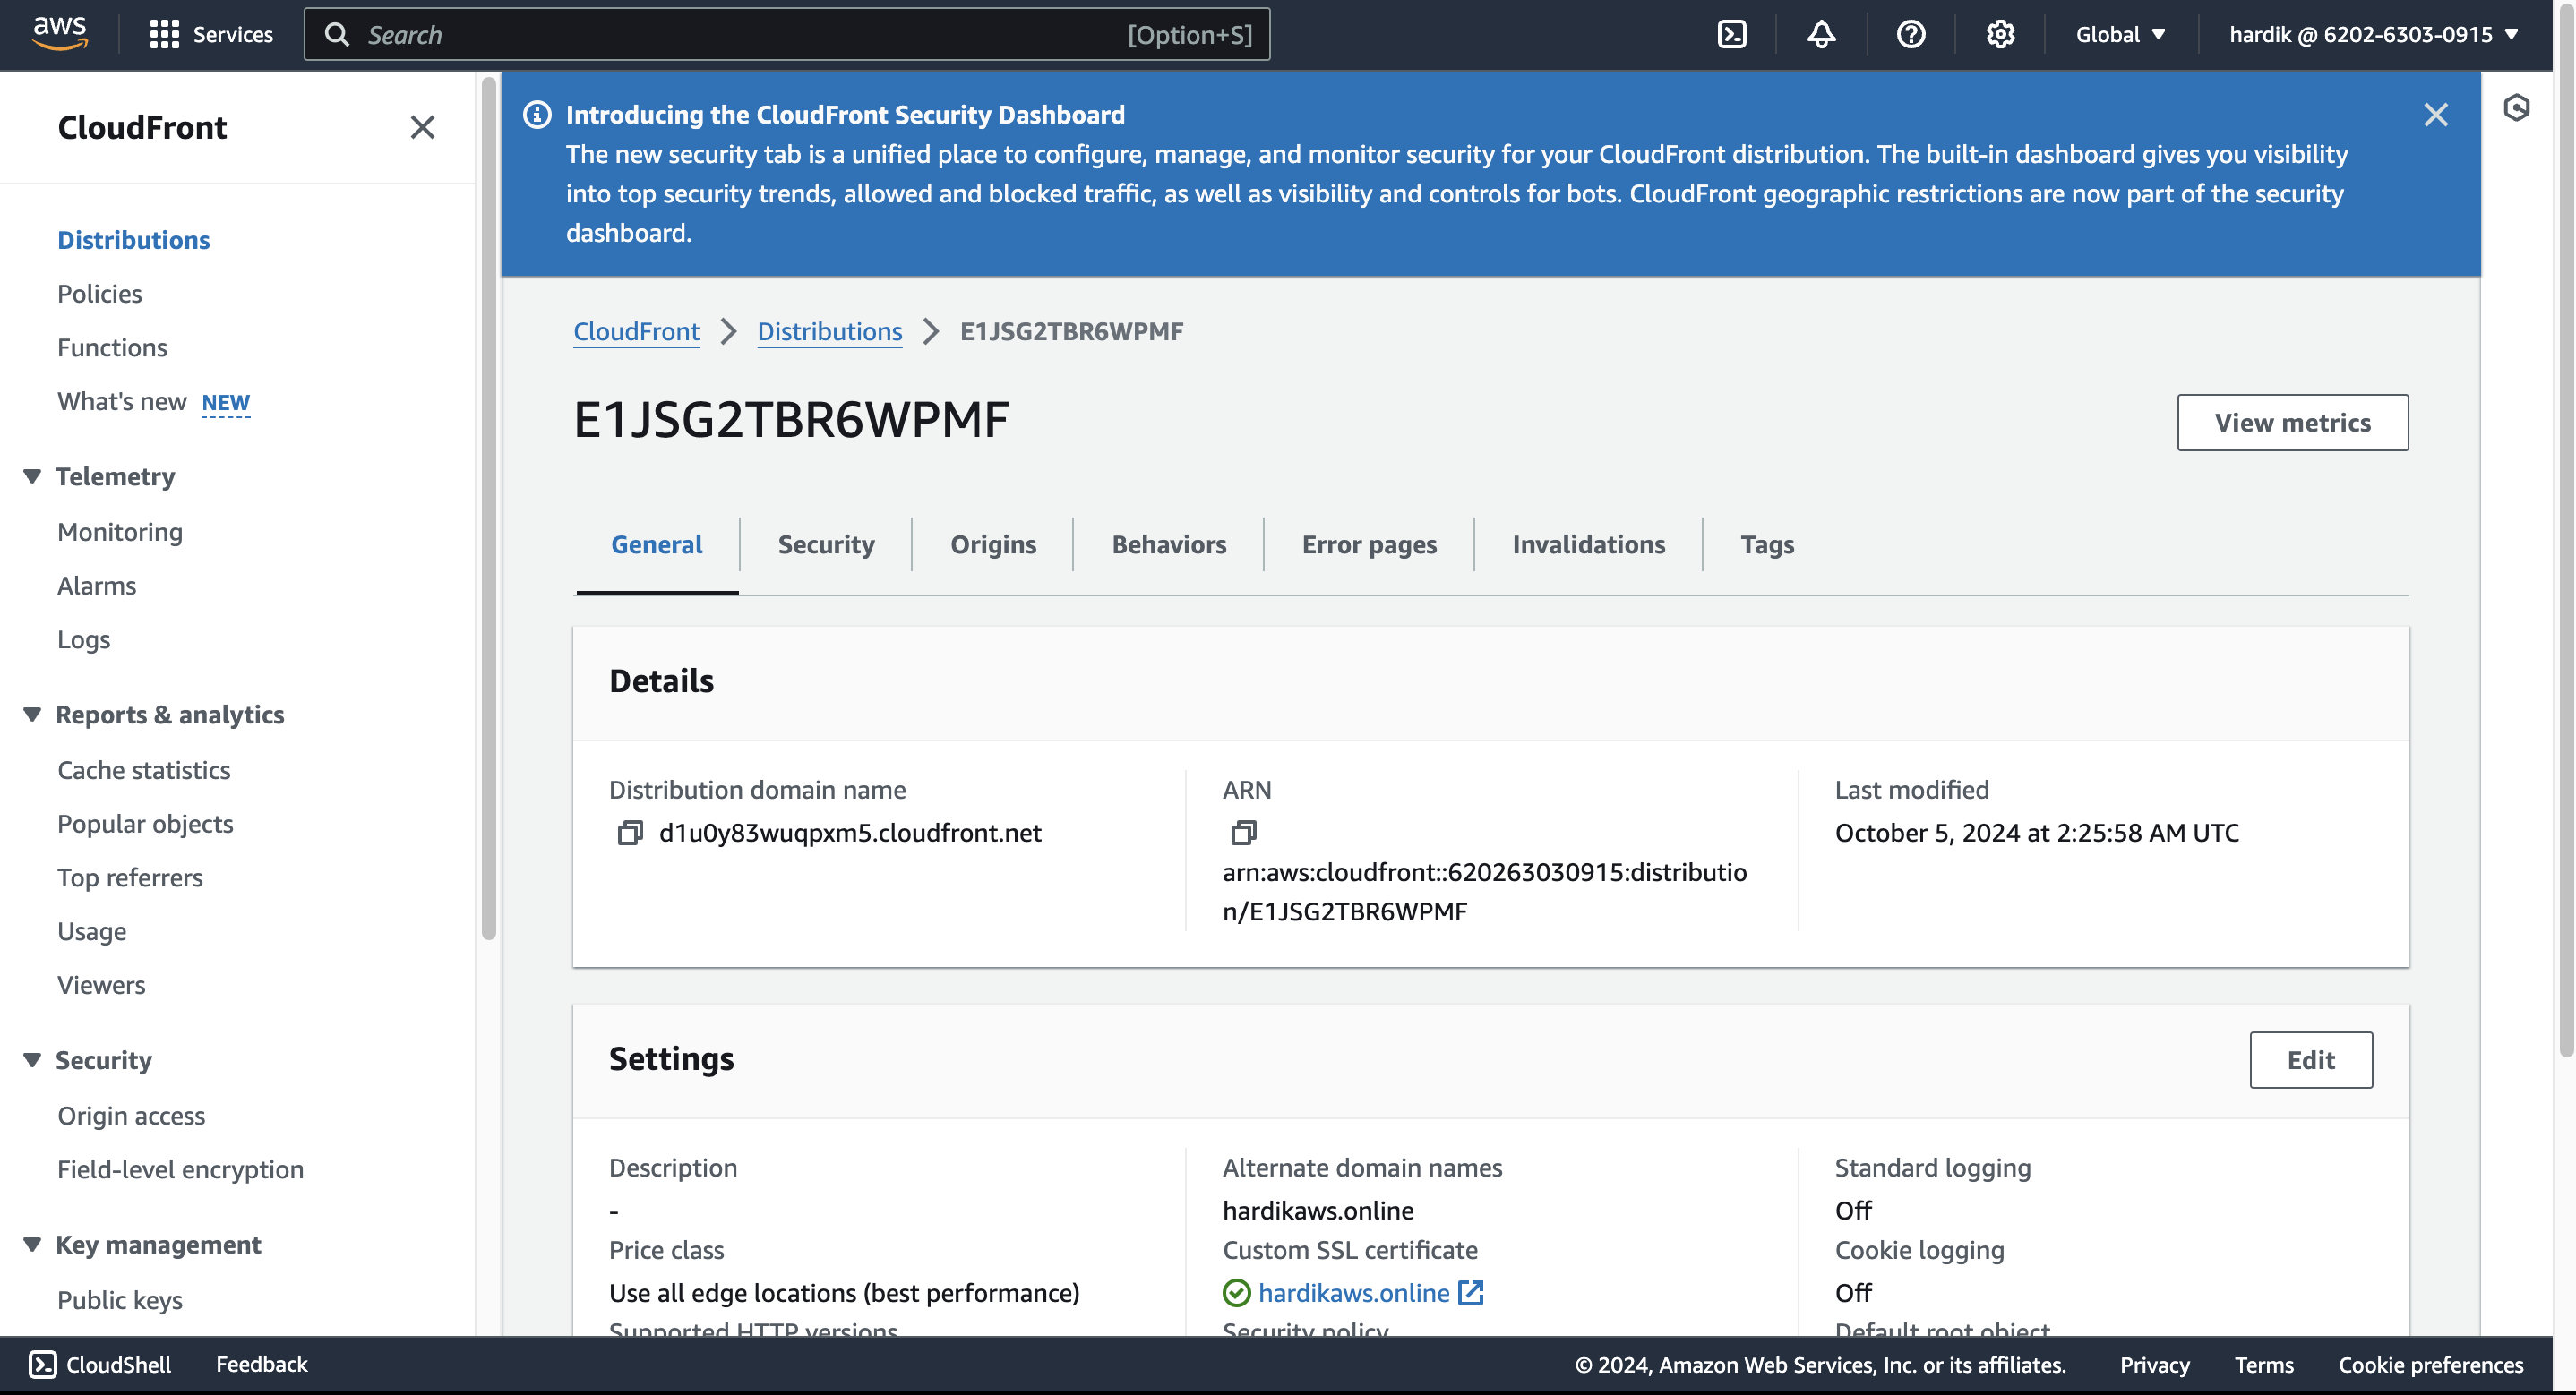 aws
Services
Search
[Option+S]
Global
hardik @ 6202-6303-0915
CloudFront
Distributions
Policies
Functions
What's new NEW
Telemetry
Monitoring
Alarms
Logs
Reports & analytics
Cache statistics
Popular objects
Top referrers
Usage
Viewers
Security
Origin access
Field-level encryption
Key management
Public keys
Introducing the CloudFront Security Dashboard
The new security tab is a unified place to configure, manage, and monitor security for your CloudFront distribution. The built-in dashboard gives you visibility
into top security trends, allowed and blocked traffic, as well as visibility and controls for bots. CloudFront geographic restrictions are now part of the security
dashboard.
CloudFront
Distributions
E1JSG2TBR6WPMF
E1JSG2TBR6WPMF
View metrics
General
Security
Origins
Behaviors
Error pages
Invalidations
Tags
Details
Distribution domain name
d1u0y83wuqpxm5.cloudfront.net
ARN
arn:aws:cloudfront::620263030915:distributio
n/E1JSG2TBR6WPMF
Last modified
October 5, 2024 at 2:25:58 AM UTC
Settings
Edit
Description
-
Price class
Use all edge locations (best performance)
Supported HTTP versions
Alternate domain names
hardikaws.online
Custom SSL certificate
hardikaws.online
Security policy
Standard logging
Off
Cookie logging
Off
Default root object
CloudShell
Feedback
© 2024, Amazon Web Services, Inc. or its affiliates.
Privacy
Terms
Cookie preferences